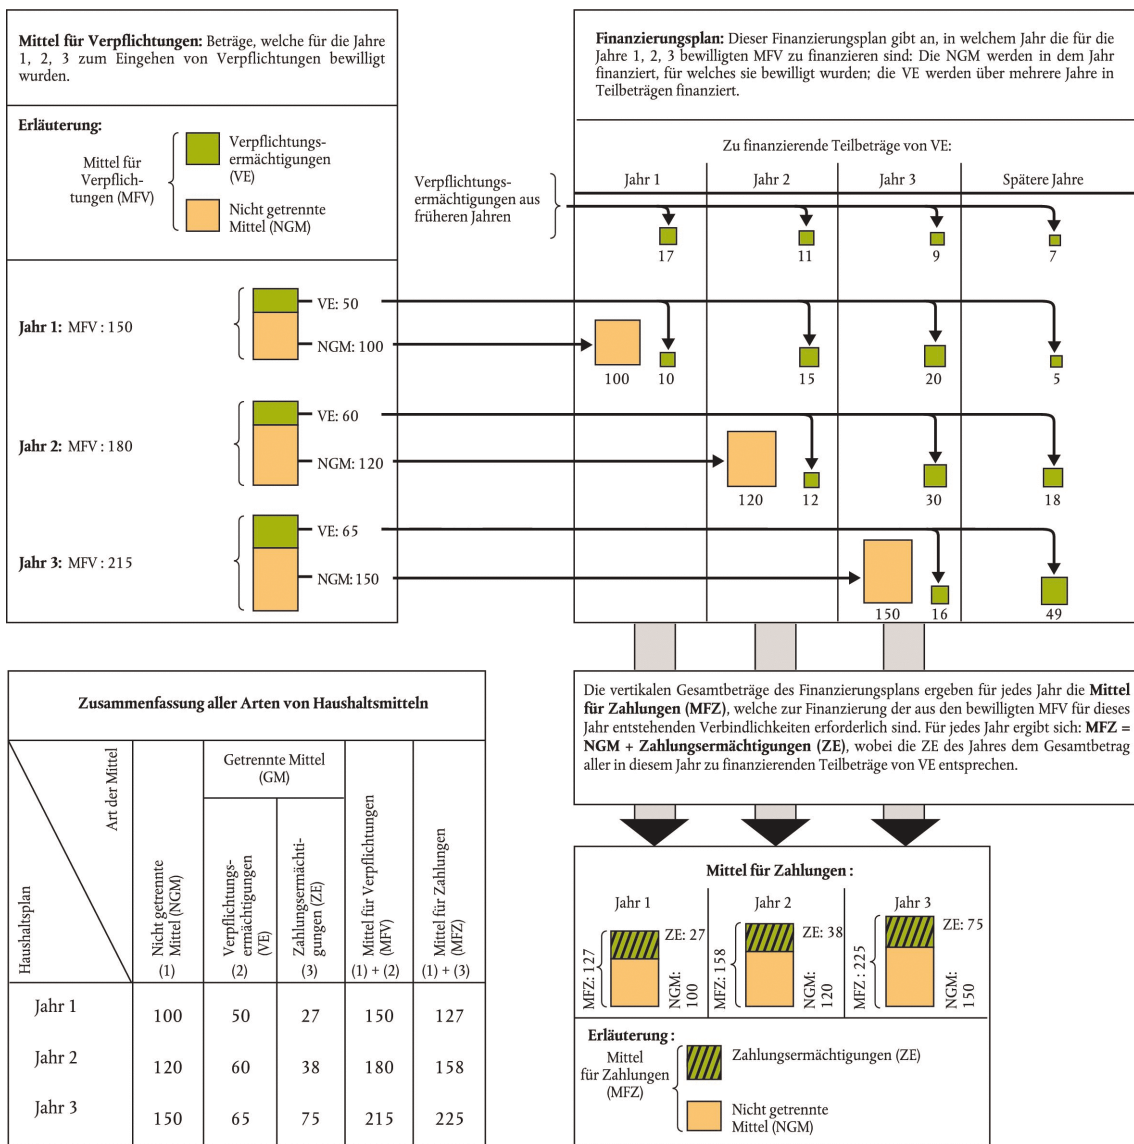 Mittel für Verpflichtungen: Beträge, welche für die Jahre
1, 2, 3 zum Eingehen von Verpflichtungen bewilligt
wurden.
Erläuterung:
Mittel für
Verpflich-
tungen (MFV)
Verpflichtungs-
ermächtigungen
(VE)
Nicht getrennte
Mittel (NGM)
Finanzierungsplan: Dieser Finanzierungsplan gibt an, in welchem Jahr die für die
Jahre 1, 2, 3 bewilligten MFV zu finanzieren sind: Die NGM werden in dem Jahr
finanziert, für welches sie bewilligt wurden; die VE werden über mehrere Jahre in
Teilbeträgen finanziert.
Zu finanzierende Teilbeträge von VE:
Jahr 1 Jahr 2 Jahr 3 Spätere Jahre
Verpflichtungs-
ermächtigungen aus
früheren Jahren
17 11 9 7
Jahr 1: MFV : 150
VE: 50
NGM: 100
100 10 15 20 5
Jahr 2: MFV : 180
VE: 60
NGM: 120
120 12 30 18
Jahr 3: MFV : 215
VE: 65
NGM: 150
150 16 49
Die vertikalen Gesamtbeträge des Finanzierungsplans ergeben für jedes Jahr die Mittel
für Zahlungen (MFZ), welche zur Finanzierung der aus den bewilligten MFV für dieses
Jahr entstehenden Verbindlichkeiten erforderlich sind. Für jedes Jahr ergibt sich: MFZ =
NGM + Zahlungsermächtigungen (ZE), wobei die ZE des Jahres dem Gesamtbetrag
aller in diesem Jahr zu finanzierenden Teilbeträge von VE entsprechen.
Zusammenfassung aller Arten von Haushaltsmitteln
Haushaltsplan
Art der Mittel
Nicht getrennte
Mittel (NGM)
(1)
Getrennte Mittel
(GM)
Verpflichtungs-
ermächtigungen
(VE)
(2)
Zahlungsermächti-
gungen (ZE)
(3)
Mittel für Verpflichtungen
(MFV)
(1) + (2)
Mittel für Zahlungen
(MFZ)
(1) + (3)
Jahr 1 100 50 27 150 127
Jahr 2 120 60 38 180 158
Jahr 3 150 65 75 215 225
Mittel für Zahlungen :
Jahr 1
MFZ: 127
ZE: 27
NGM:
100
Jahr 2
MFZ: 158
ZE: 38
NGM:
120
Jahr 3
MFZ : 225
ZE: 75
NGM:
150
Erläuterung :
Mittel
für Zahlungen
(MFZ)
Zahlungsermächtigungen (ZE)
Nicht getrennte
Mittel (NGM)